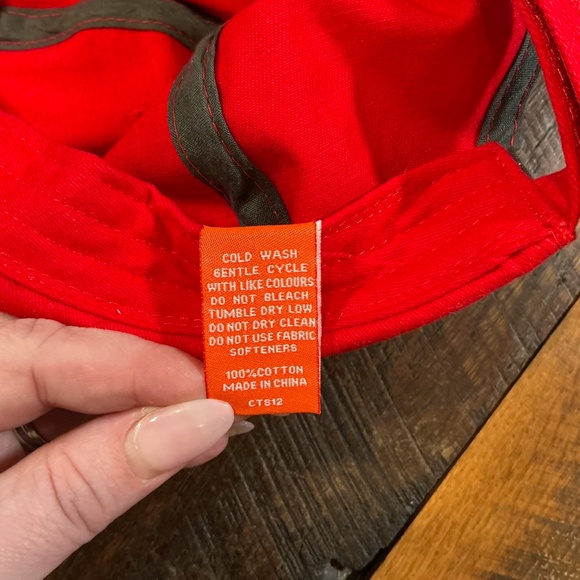 COLD WASH
GENTLE CYCLE
WITH LIKE COLOURS
DO NOT BLEACH
TUMBLE DRY LOW
DO NOT DRY CLEAN
DO NOT USE FABRIC
SOFTENERS
100%COTTON
MADE IN CHINA
CTS12